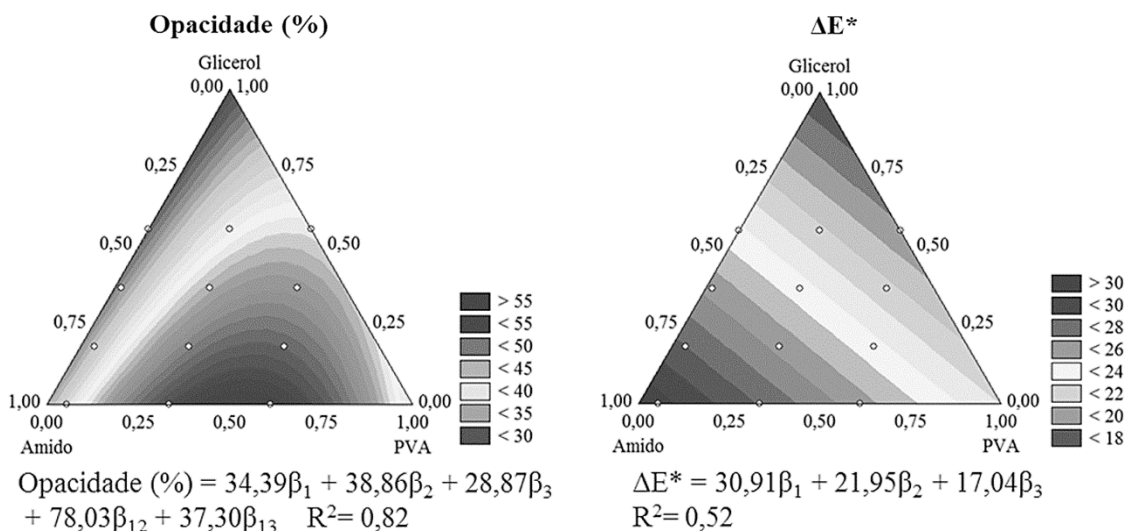 Opacidade (%)
Glicerol
0,00 1,00
0,25 0,75
0,50 0,50
0,75 0,25
1,00 0,00
0,00 0,25 0,50 0,75 1,00
Amido PVA
> 55
< 55
< 50
< 45
< 40
< 35
< 30
Opacidade (%) = 34,39β₁ + 38,86β₂ + 28,87β₃
+ 78,03β₁₂ + 37,30β₁₃ R²= 0,82
ΔE*
Glicerol
0,00 1,00
0,25 0,75
0,50 0,50
0,75 0,25
1,00 0,00
0,00 0,25 0,50 0,75 1,00
Amido PVA
> 30
< 30
< 28
< 26
< 24
< 22
< 20
< 18
ΔE* = 30,91β₁ + 21,95β₂ + 17,04β₃
R²= 0,52